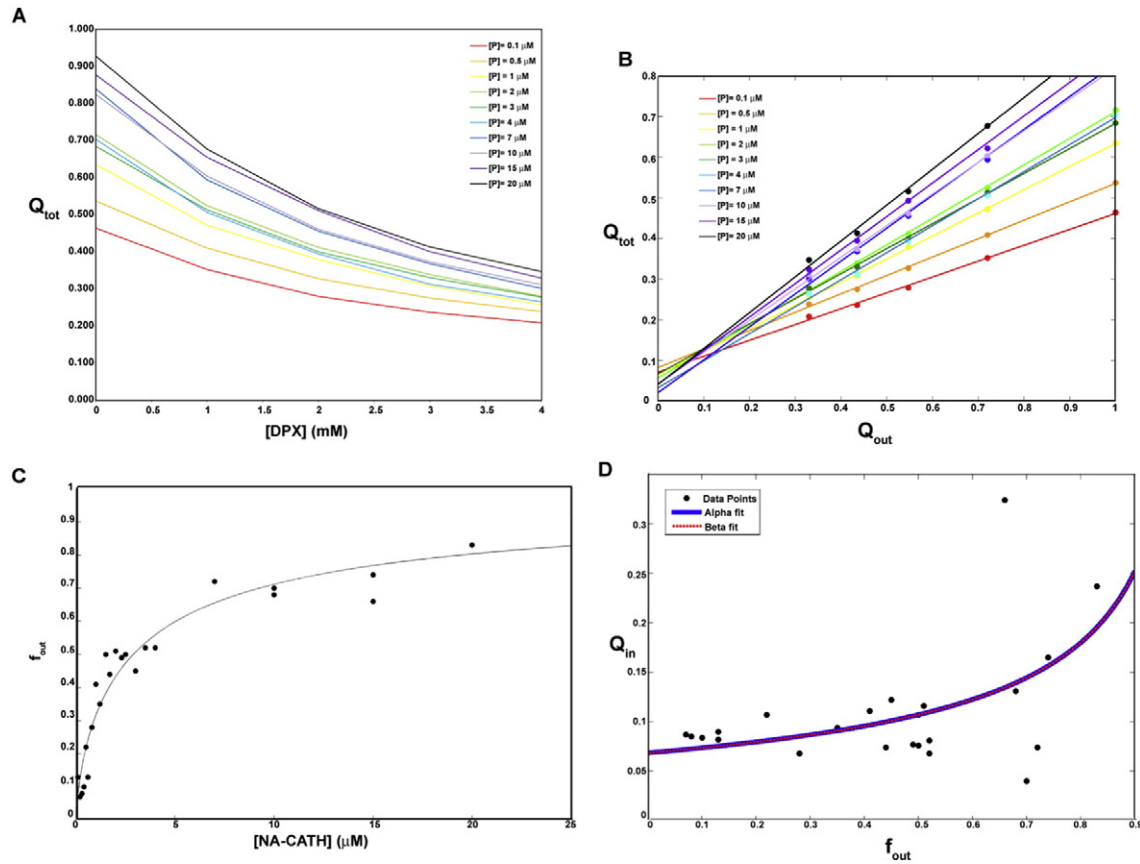 A
1.000
0.900
0.800
0.700
0.600
0.500
0.400
0.300
0.200
0.100
0.000
Qtot
0 0.5 1 1.5 2 2.5 3 3.5 4
[DPX] (mM)
[P]= 0.1 µM
[P]= 0.5 µM
[P]= 1 µM
[P]= 2 µM
[P]= 3 µM
[P]= 4 µM
[P]= 7 µM
[P]= 10 µM
[P]= 15 µM
[P]= 20 µM
B
0.8
0.7
0.6
0.5
0.4
0.3
0.2
0.1
0
Qtot
0 0.1 0.2 0.3 0.4 0.5 0.6 0.7 0.8 0.9 1
Qout
[P]= 0.1 µM
[P]= 0.5 µM
[P]= 1 µM
[P]= 2 µM
[P] = 3 µM
[P]= 4 µM
[P]= 7 µM
[P]= 10 µM
[P]= 15 µM
[P]= 20 µM
C
1
0.9
0.8
0.7
0.6
0.5
0.4
0.3
0.2
0.1
0
fout
0 5 10 15 20 25
[NA-CATH] (µM)
D
Data Points
Alpha fit
Beta fit
0.3
0.25
0.2
0.15
0.1
0.05
0
Qin
0 0.1 0.2 0.3 0.4 0.5 0.6 0.7 0.8 0.9
fout